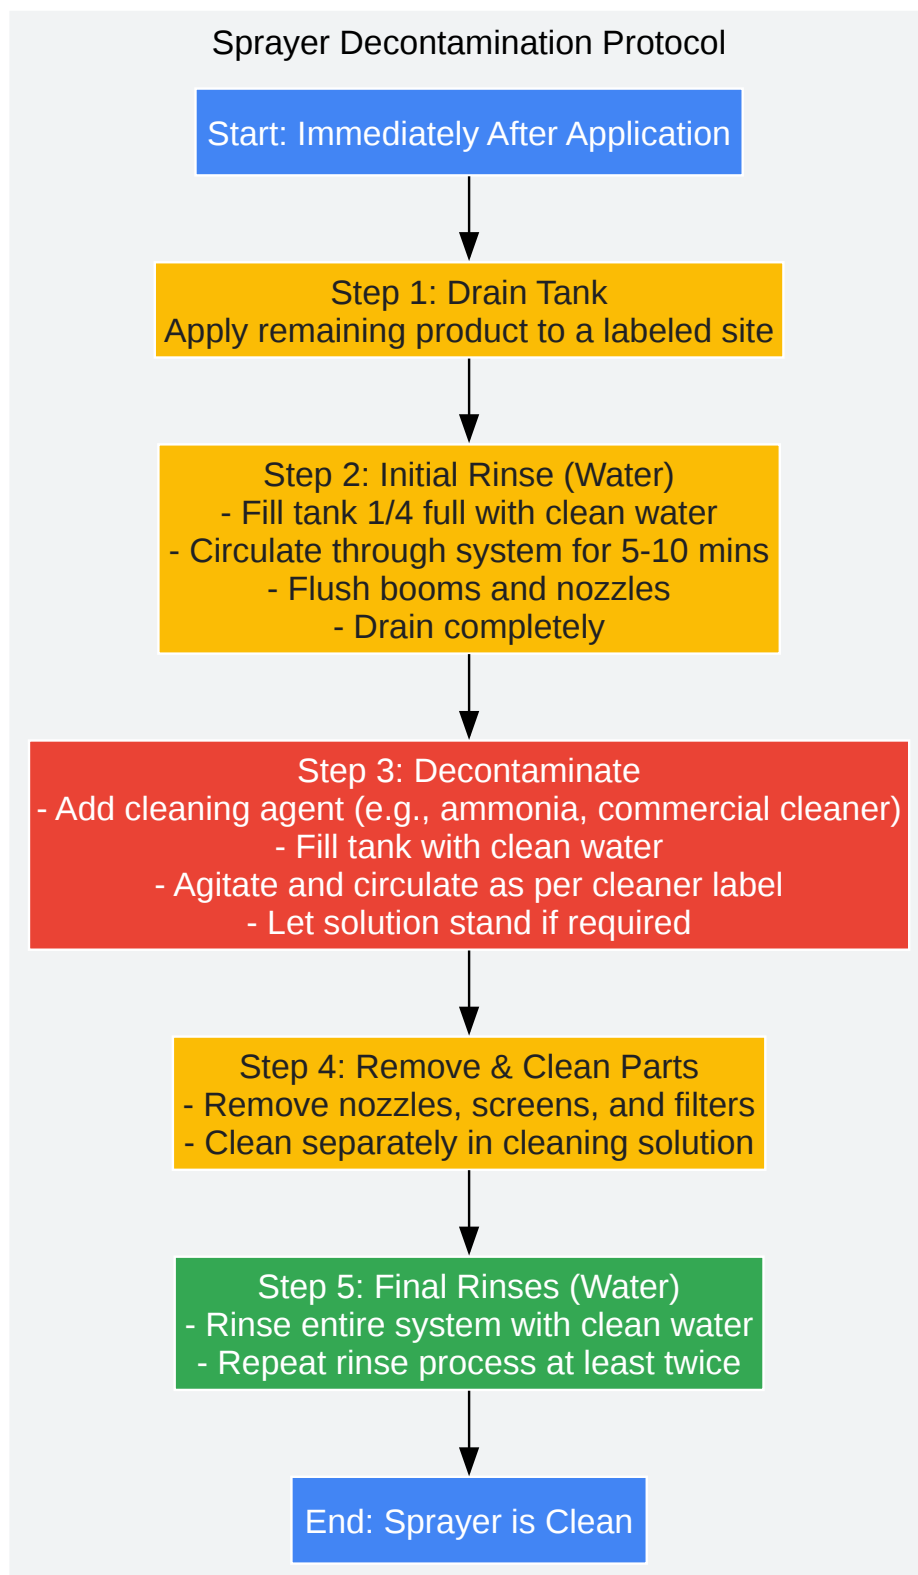 Sprayer Decontamination Protocol
Start: Immediately After Application
Step 1: Drain Tank
Apply remaining product to a labeled site
Step 2: Initial Rinse (Water)
- Fill tank 1/4 full with clean water
- Circulate through system for 5-10 mins
- Flush booms and nozzles
- Drain completely
Step 3: Decontaminate
- Add cleaning agent (e.g., ammonia, commercial cleaner)
- Fill tank with clean water
- Agitate and circulate as per cleaner label
- Let solution stand if required
Step 4: Remove & Clean Parts
- Remove nozzles, screens, and filters
- Clean separately in cleaning solution
Step 5: Final Rinses (Water)
- Rinse entire system with clean water
- Repeat rinse process at least twice
End: Sprayer is Clean